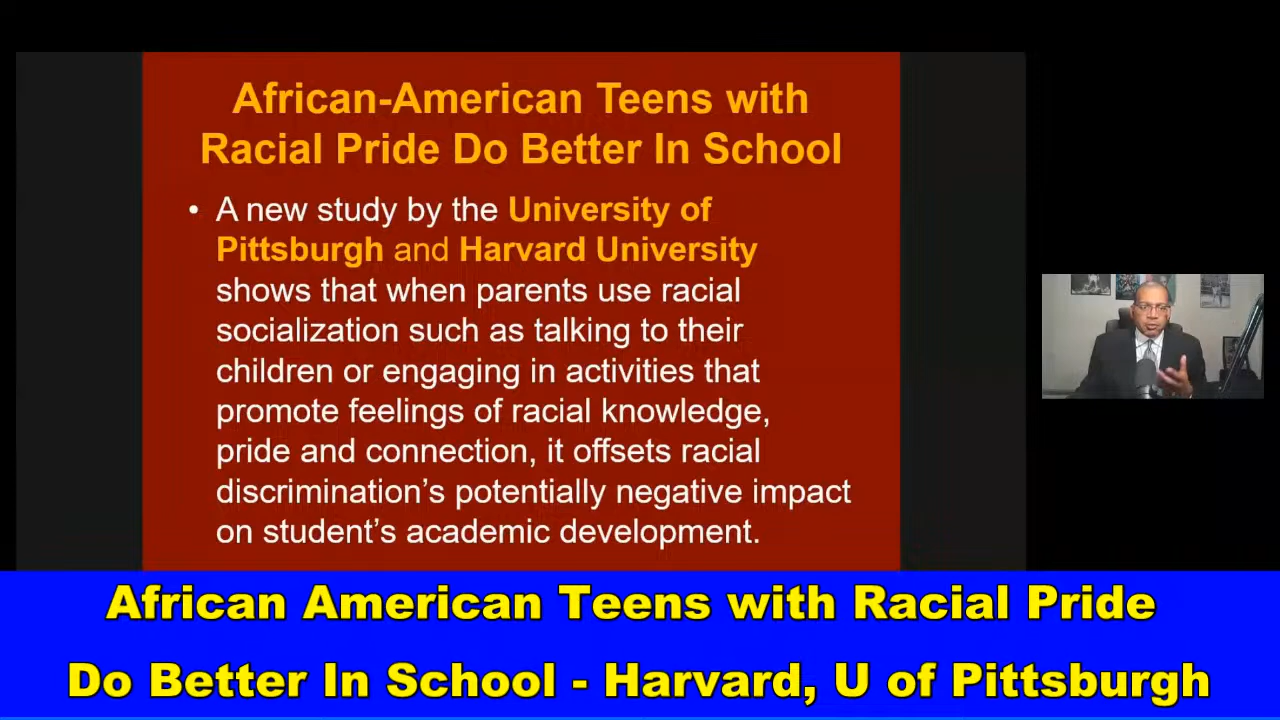 African-American Teens with
Racial Pride Do Better In School
• A new study by the University of
Pittsburgh and Harvard University
shows that when parents use racial
socialization such as talking to their
children or engaging in activities that
promote feelings of racial knowledge,
pride and connection, it offsets racial
discrimination’s potentially negative impact
on student’s academic development.
African American Teens with Racial Pride
Do Better In School - Harvard, U of Pittsburgh